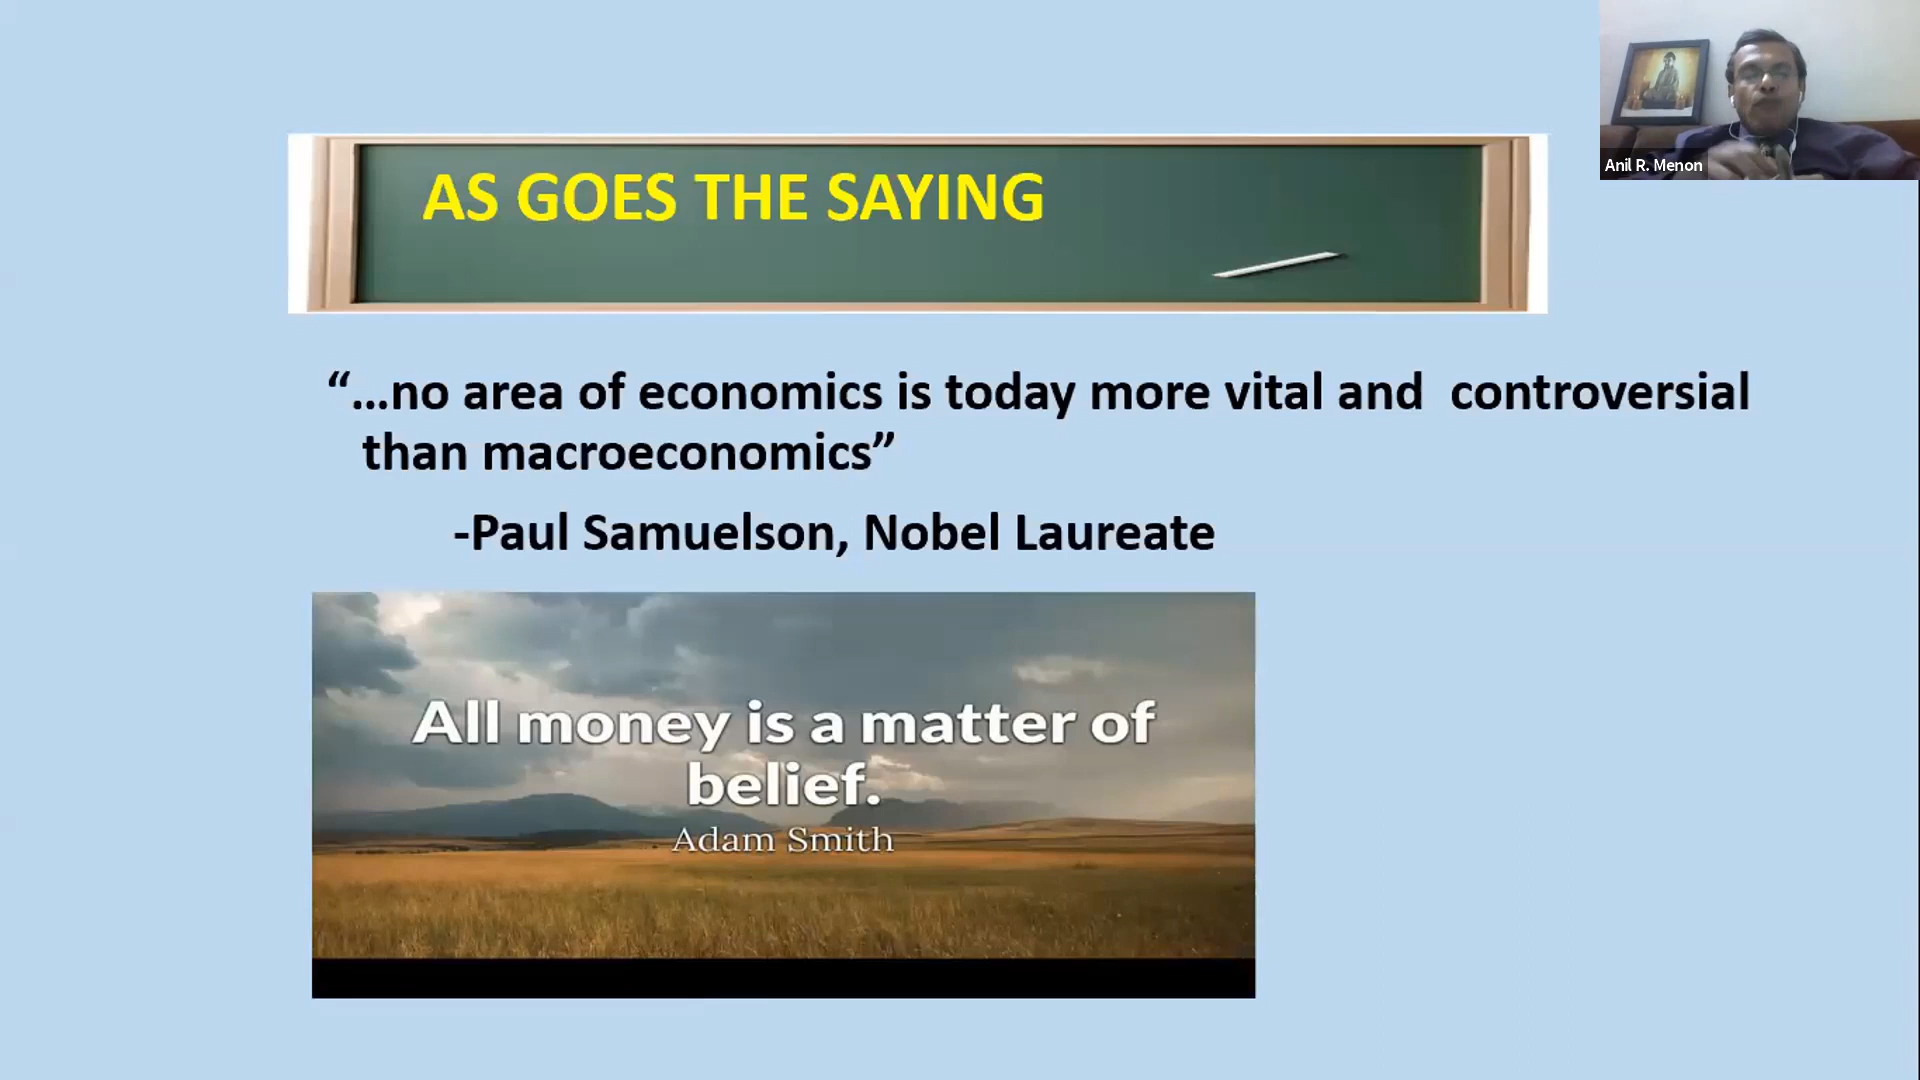 AS GOES THE SAYING
Anil R. Menon
“…no area of economics is today more vital and controversial
than macroeconomics”
-Paul Samuelson, Nobel Laureate
All money is a matter of
belief.
Adam Smith